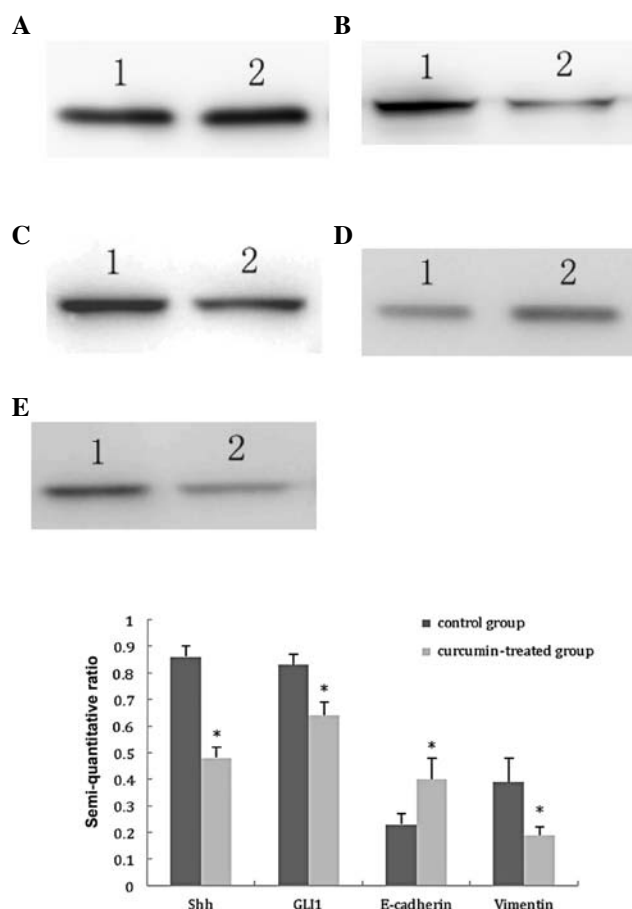 A
B
1 2
1 2
C
D
1 2
1 2
E
1 2
1
0.9
0.8
0.7
0.6
0.5
0.4
0.3
0.2
0.1
0
Semi-quantitative ratio
control group
curcumin-treated group
*
*
*
*
Shh GLI1 E-cadherin Vimentin